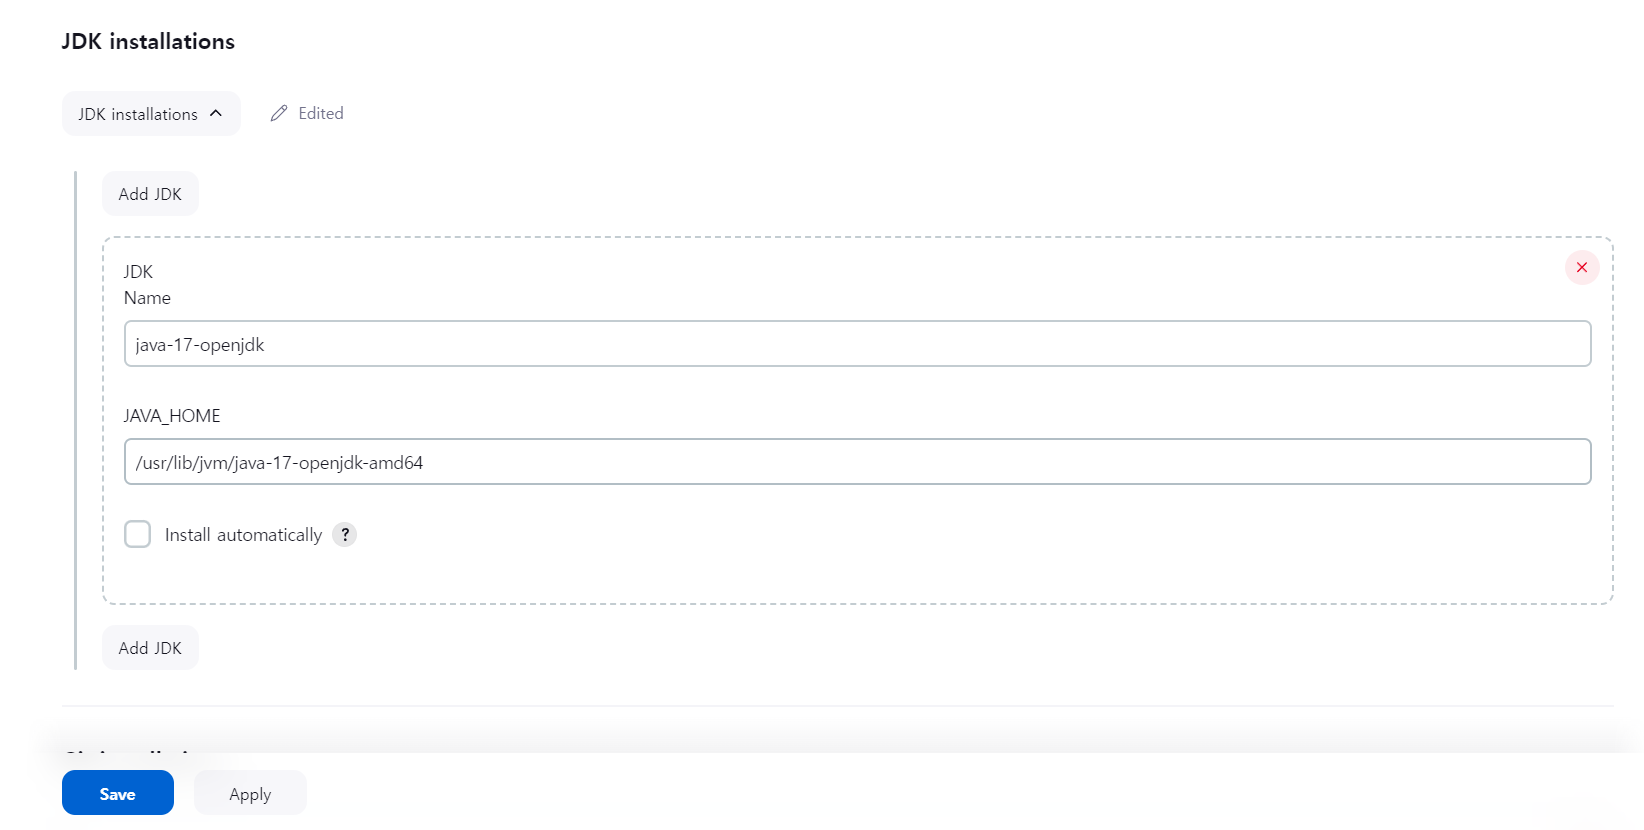 JDK installations
JDK installations
Edited
Add JDK
JDK
Name
java-17-openjdk
JAVA_HOME
/usr/lib/jvm/java-17-openjdk-amd64
Install automatically ?
Add JDK
Save
Apply